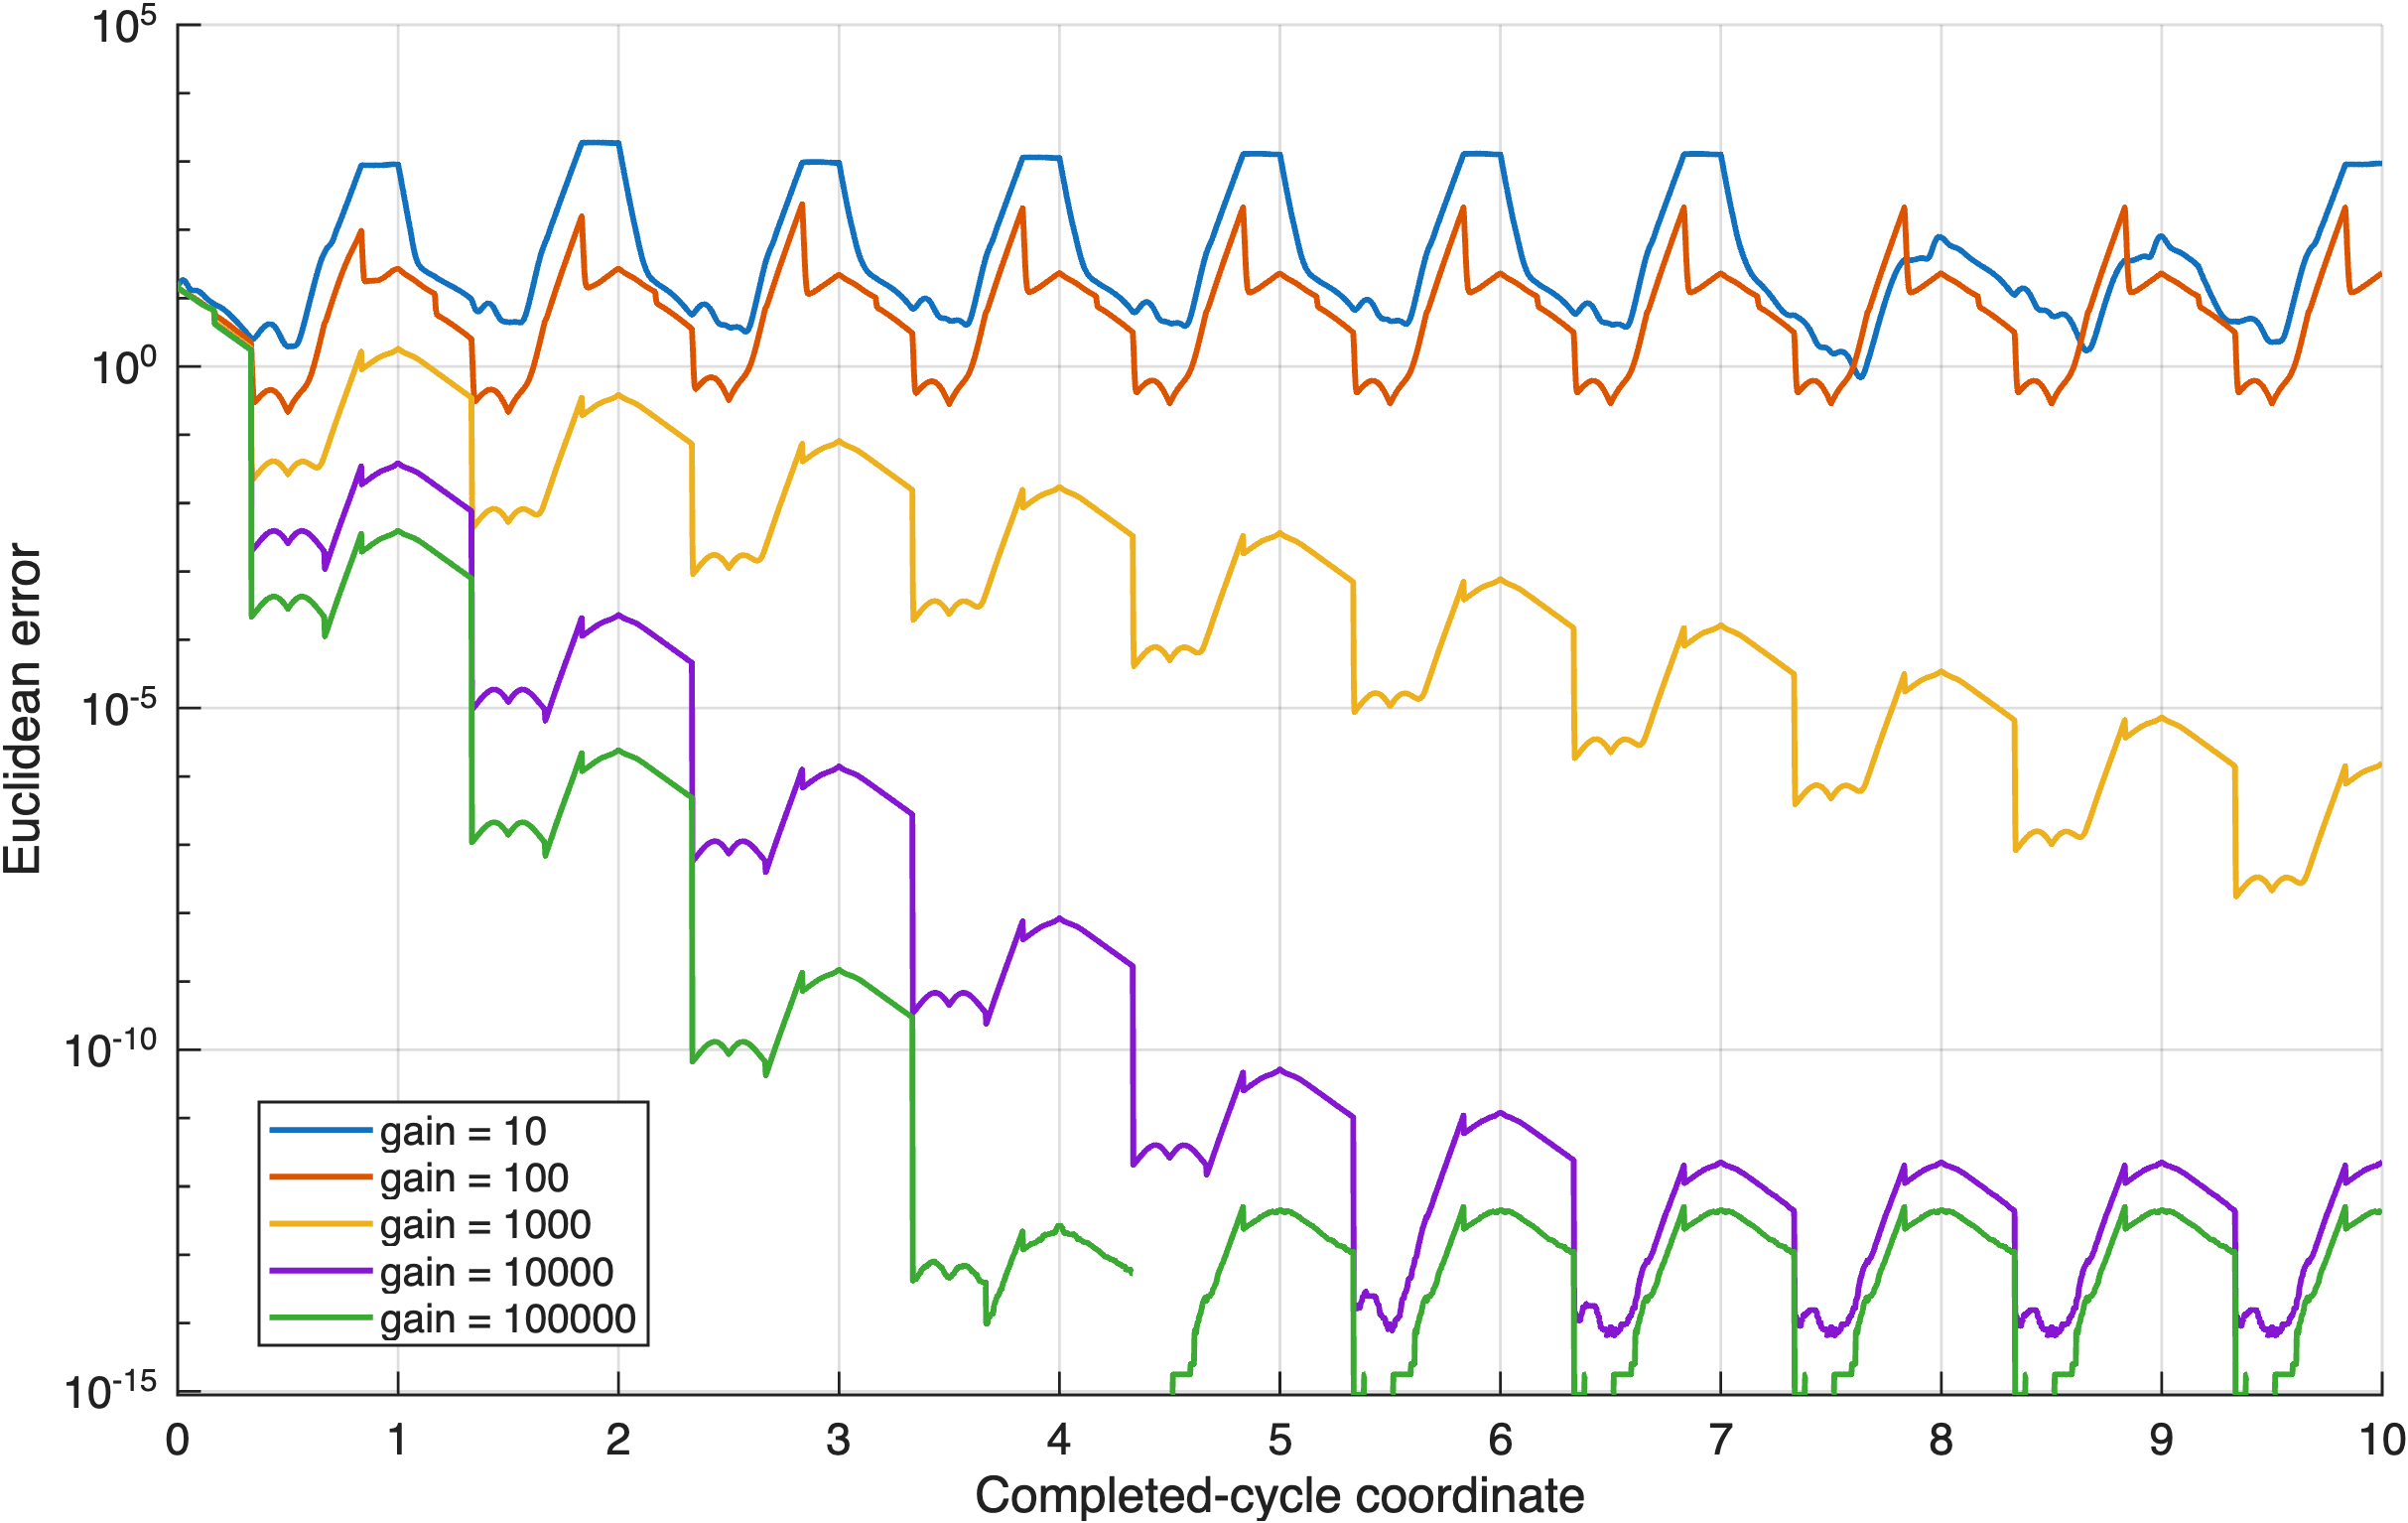 10^5
10^0
10^-5
10^-10
10^-15
Euclidean error
gain = 10
gain = 100
gain = 1000
gain = 10000
gain = 100000
0 1 2 3 4 5 6 7 8 9 10
Completed-cycle coordinate